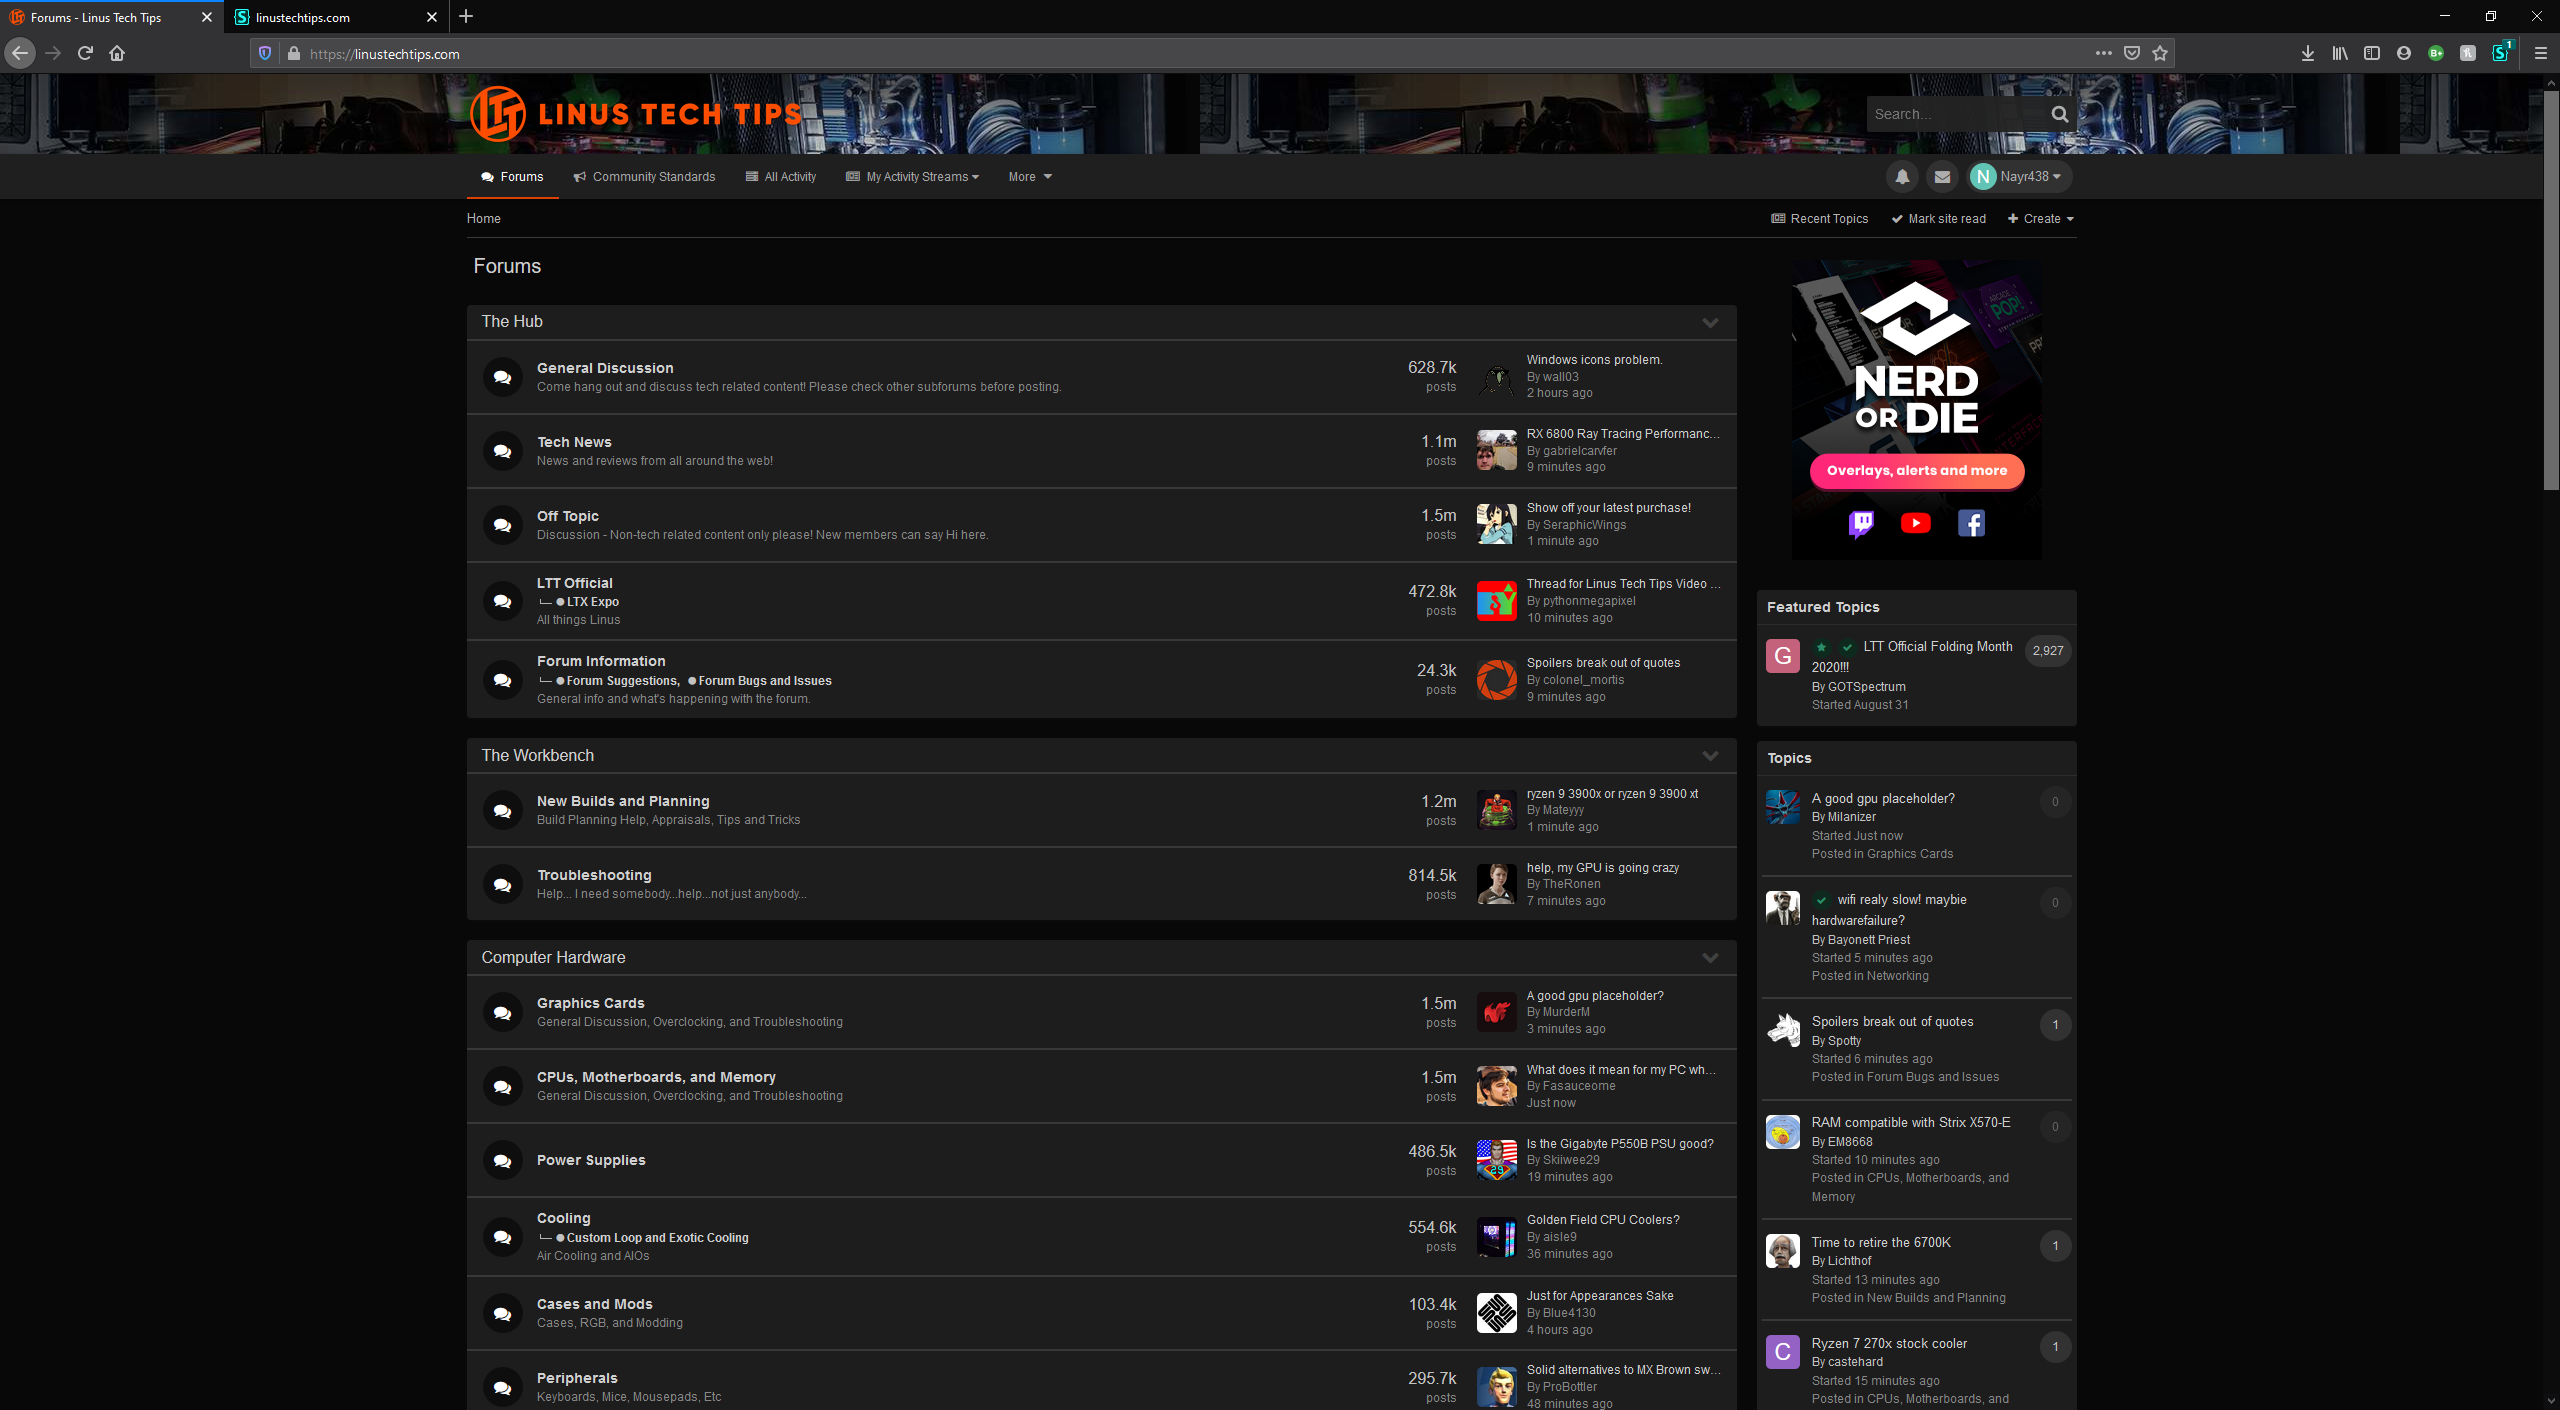 Forums - Linus Tech Tips
linustechtips.com
https://linustechtips.com
LINUS TECH TIPS
Search...
Forums
Community Standards
All Activity
My Activity Streams
More
N
Nayr438
Home
Recent Topics
Mark site read
Create
Forums
The Hub
General Discussion
Come hang out and discuss tech related content! Please check other subforums before posting.
628.7k
posts
Windows icons problem.
By wall03
2 hours ago
Tech News
News and reviews from all around the web!
1.1m
posts
RX 6800 Ray Tracing Performanc...
By gabrielcarvfer
9 minutes ago
Off Topic
Discussion - Non-tech related content only please! New members can say Hi here.
1.5m
posts
Show off your latest purchase!
By SeraphicWings
1 minute ago
LTT Official
LTX Expo
All things Linus
472.8k
posts
Thread for Linus Tech Tips Video ...
By pythonmegapixel
10 minutes ago
Forum Information
Forum Suggestions, Forum Bugs and Issues
General info and what's happening with the forum.
24.3k
posts
Spoilers break out of quotes
By colonel_mortis
9 minutes ago
The Workbench
New Builds and Planning
Build Planning Help, Appraisals, Tips and Tricks
1.2m
posts
ryzen 9 3900x or ryzen 9 3900 xt
By Mateyyy
1 minute ago
Troubleshooting
Help... I need somebody...help...not just anybody...
814.5k
posts
help, my GPU is going crazy
By TheRonen
7 minutes ago
Computer Hardware
Graphics Cards
General Discussion, Overclocking, and Troubleshooting
1.5m
posts
A good gpu placeholder?
By MurderM
3 minutes ago
CPUs, Motherboards, and Memory
General Discussion, Overclocking, and Troubleshooting
1.5m
posts
What does it mean for my PC wh...
By Fasauceome
Just now
Power Supplies
486.5k
posts
Is the Gigabyte P550B PSU good?
By Skiiwee29
19 minutes ago
Cooling
Custom Loop and Exotic Cooling
Air Cooling and AIOs
554.6k
posts
Golden Field CPU Coolers?
By aisle9
36 minutes ago
Cases and Mods
Cases, RGB, and Modding
103.4k
posts
Just for Appearances Sake
By Blue4130
4 hours ago
Peripherals
Keyboards, Mice, Mousepads, Etc
295.7k
posts
Solid alternatives to MX Brown sw...
By ProBottler
48 minutes ago
NERD
OR DIE
Overlays, alerts and more
Featured Topics
G
LTT Official Folding Month
2020!!!
By GOTSpectrum
Started August 31
2,927
Topics
A good gpu placeholder?
By Milanizer
Started Just now
Posted in Graphics Cards
0
wifi realy slow! maybie
hardwarefailure?
By Bayonett Priest
Started 5 minutes ago
Posted in Networking
0
Spoilers break out of quotes
By Spotty
Started 6 minutes ago
Posted in Forum Bugs and Issues
1
RAM compatible with Strix X570-E
By EM8668
Started 10 minutes ago
Posted in CPUs, Motherboards, and
Memory
0
Time to retire the 6700K
By Lichthof
Started 13 minutes ago
Posted in New Builds and Planning
1
C
Ryzen 7 270x stock cooler
By castehard
Started 15 minutes ago
Posted in CPUs, Motherboards, and
1